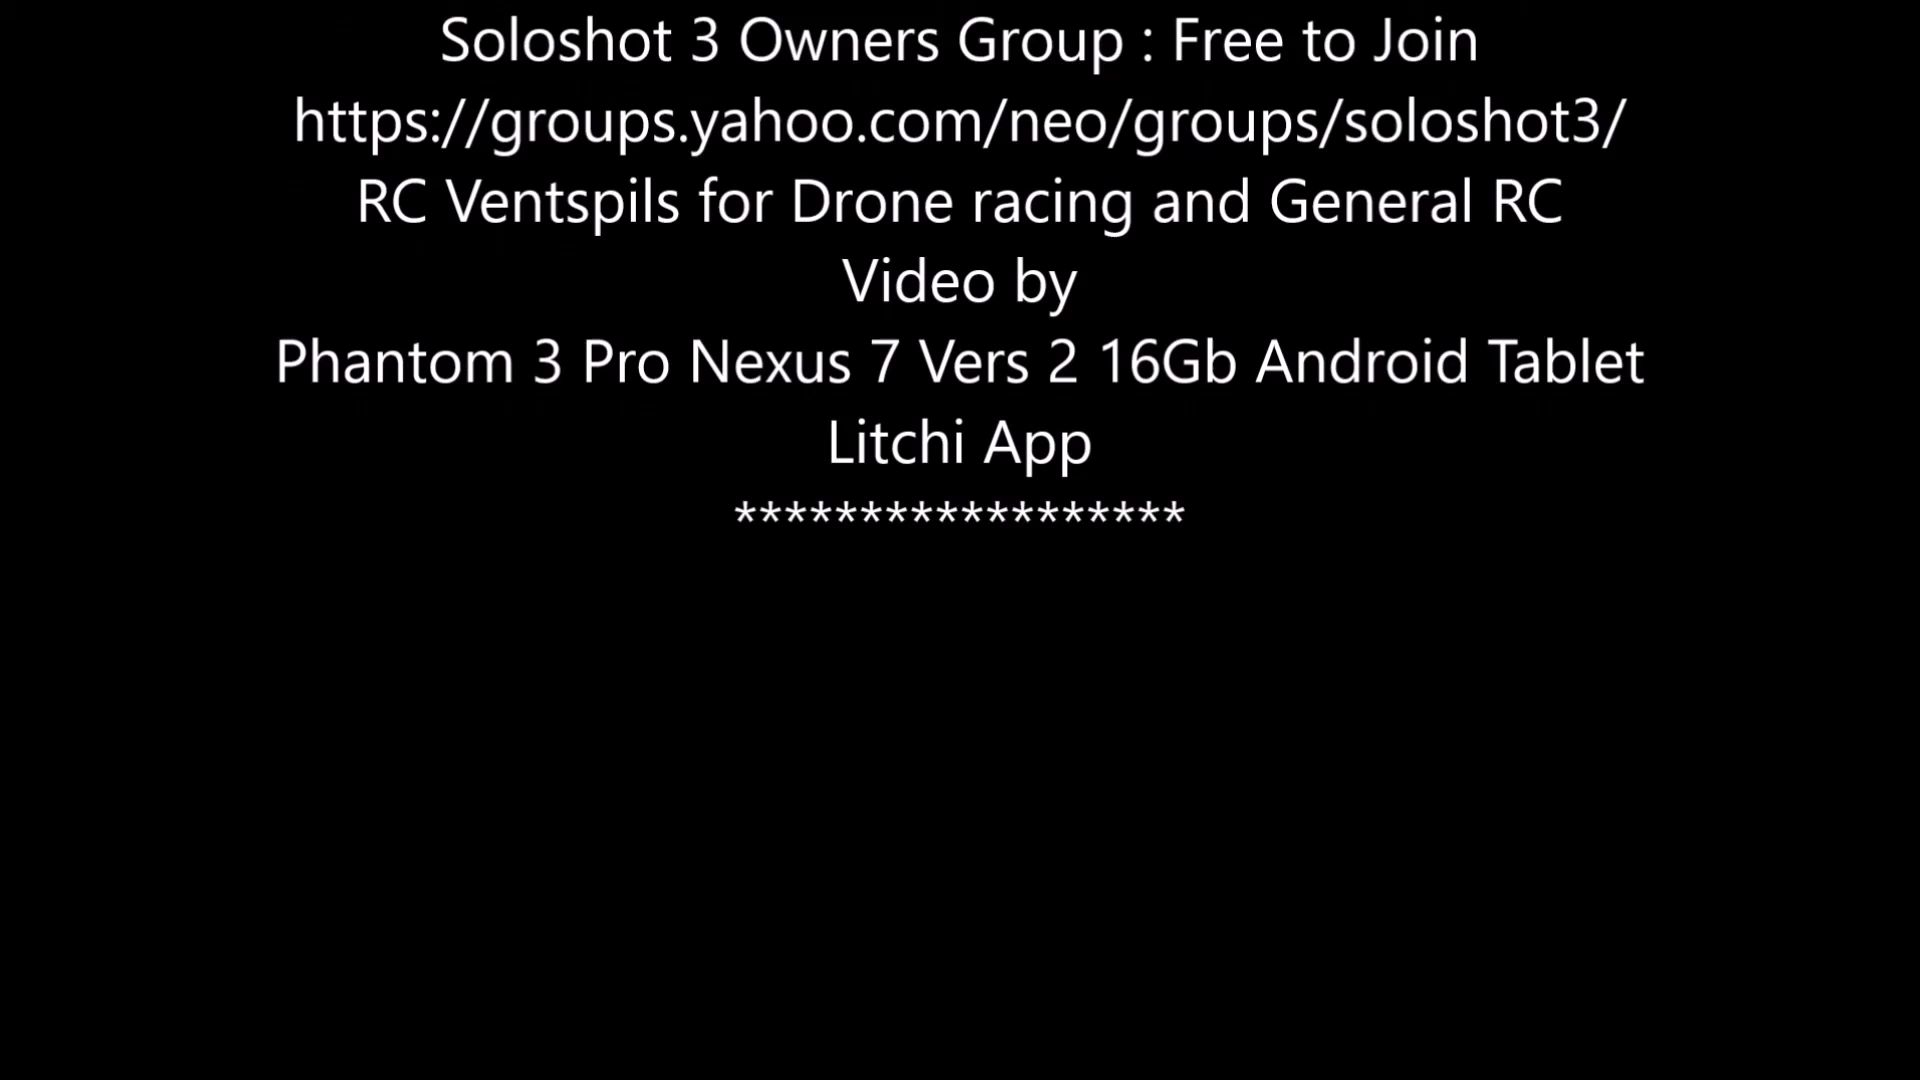 Soloshot 3 Owners Group : Free to Join
https://groups.yahoo.com/neo/groups/soloshot3/
RC Ventspils for Drone racing and General RC
Video by
Phantom 3 Pro Nexus 7 Vers 2 16Gb Android Tablet
Litchi App
******************